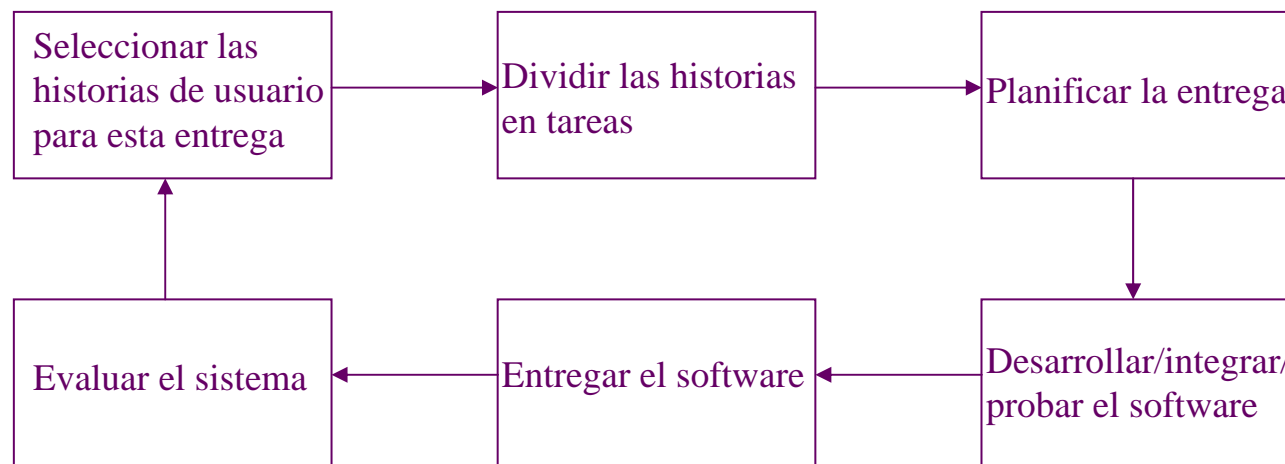 Seleccionar las
historias de usuario
para esta entrega
Dividir las historias
en tareas
Planificar la entrega
Evaluar el sistema
Entregar el software
Desarrollar/integrar/
probar el software